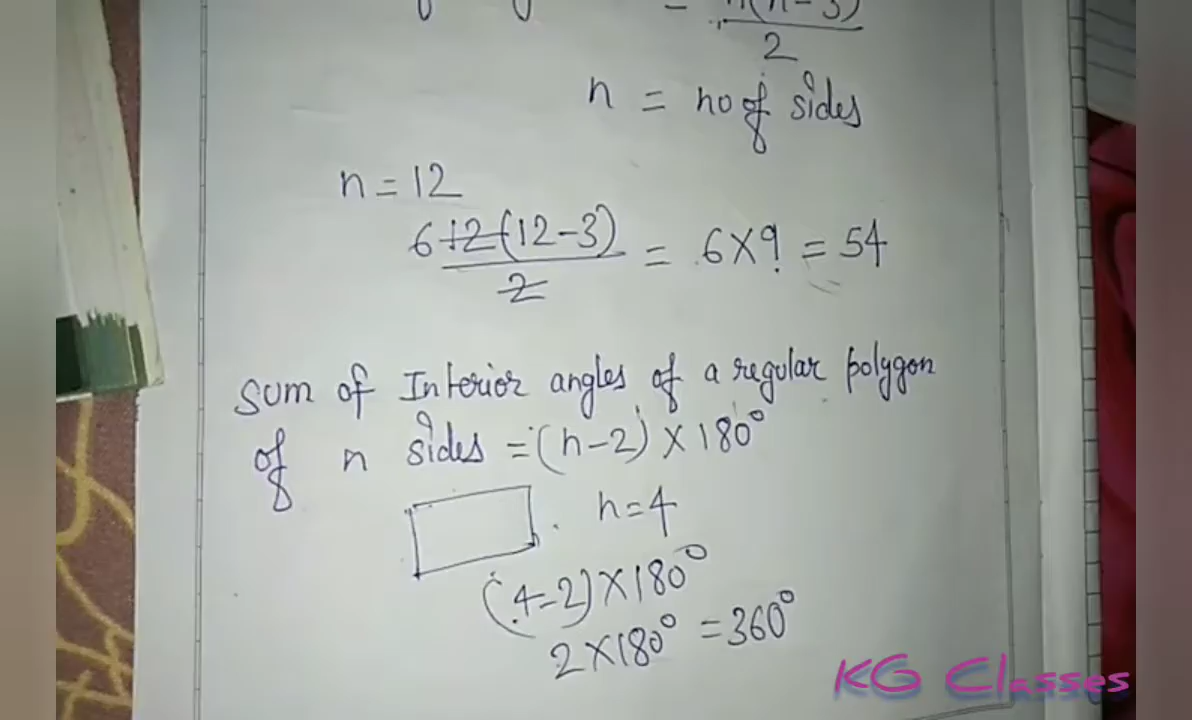 = n(n-3)/2
n = no of sides
n = 12
6 12(12-3)/2 = 6×9 = 54
Sum of Interior angles of a regular polygon
of n sides = (n-2) × 180°
n=4
(4-2)×180°
2×180° = 360°
KG Classes